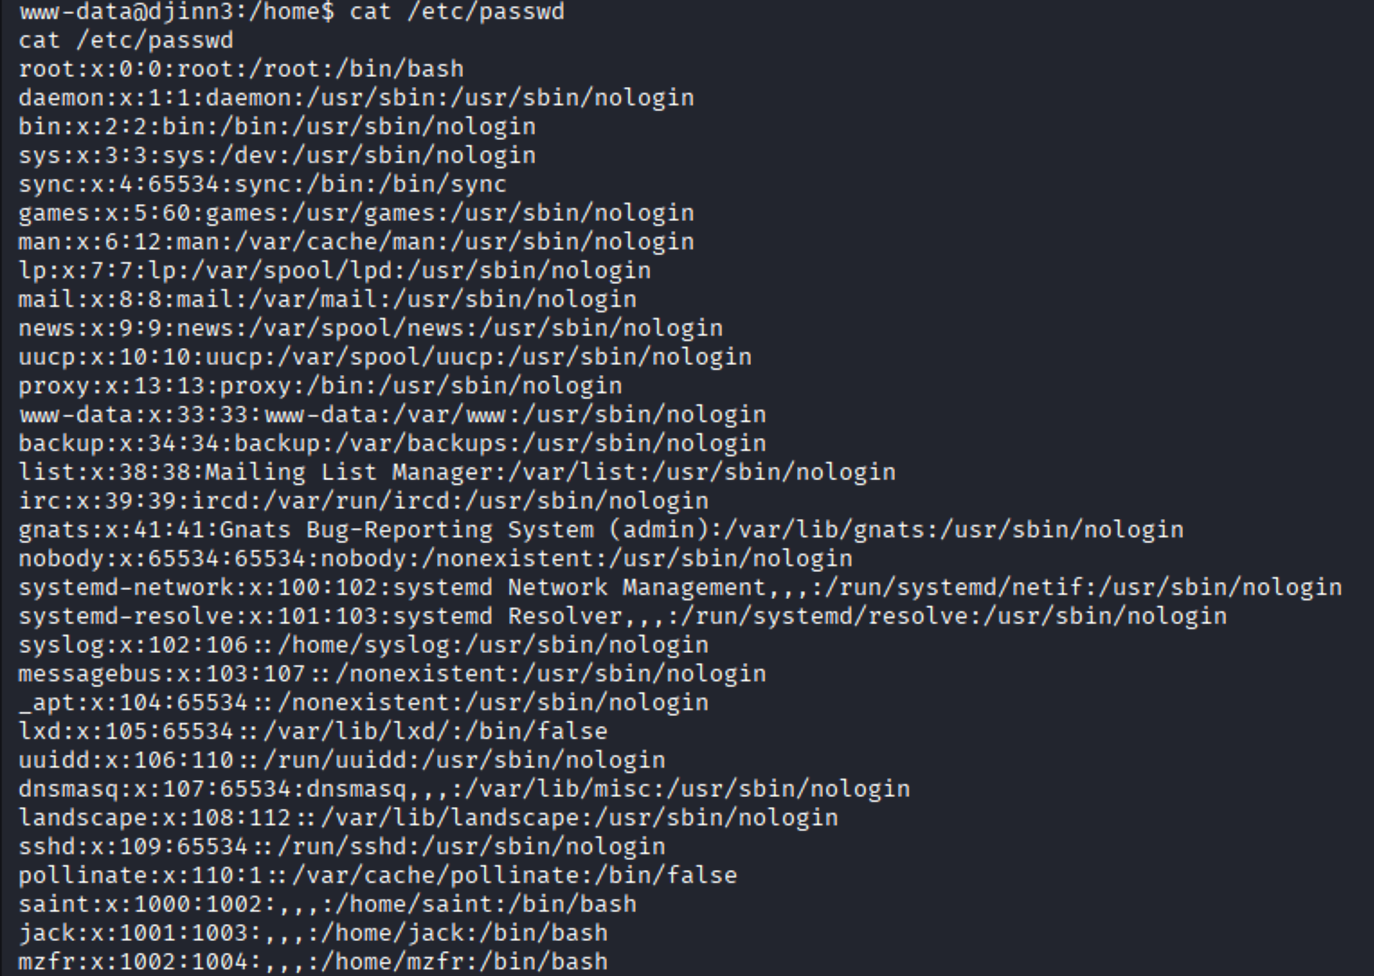 www-data@djinn3:/home$ cat /etc/passwd
cat /etc/passwd
root:x:0:0:root:/root:/bin/bash
daemon:x:1:1:daemon:/usr/sbin:/usr/sbin/nologin
bin:x:2:2:bin:/bin:/usr/sbin/nologin
sys:x:3:3:sys:/dev:/usr/sbin/nologin
sync:x:4:65534:sync:/bin:/bin/sync
games:x:5:60:games:/usr/games:/usr/sbin/nologin
man:x:6:12:man:/var/cache/man:/usr/sbin/nologin
lp:x:7:7:lp:/var/spool/lpd:/usr/sbin/nologin
mail:x:8:8:mail:/var/mail:/usr/sbin/nologin
news:x:9:9:news:/var/spool/news:/usr/sbin/nologin
uucp:x:10:10:uucp:/var/spool/uucp:/usr/sbin/nologin
proxy:x:13:13:proxy:/bin:/usr/sbin/nologin
www-data:x:33:33:www-data:/var/www:/usr/sbin/nologin
backup:x:34:34:backup:/var/backups:/usr/sbin/nologin
list:x:38:38:Mailing List Manager:/var/list:/usr/sbin/nologin
irc:x:39:39:ircd:/var/run/ircd:/usr/sbin/nologin
gnats:x:41:41:Gnats Bug-Reporting System (admin):/var/lib/gnats:/usr/sbin/nologin
nobody:x:65534:65534:nobody:/nonexistent:/usr/sbin/nologin
systemd-network:x:100:102:systemd Network Management,,,:/run/systemd/netif:/usr/sbin/nologin
systemd-resolve:x:101:103:systemd Resolver,,,:/run/systemd/resolve:/usr/sbin/nologin
syslog:x:102:106::/home/syslog:/usr/sbin/nologin
messagebus:x:103:107::/nonexistent:/usr/sbin/nologin
_apt:x:104:65534::/nonexistent:/usr/sbin/nologin
lxd:x:105:65534::/var/lib/lxd/:/bin/false
uuidd:x:106:110::/run/uuidd:/usr/sbin/nologin
dnsmasq:x:107:65534:dnsmasq,,,:/var/lib/misc:/usr/sbin/nologin
landscape:x:108:112::/var/lib/landscape:/usr/sbin/nologin
sshd:x:109:65534::/run/sshd:/usr/sbin/nologin
pollinate:x:110:1::/var/cache/pollinate:/bin/false
saint:x:1000:1002:,,,:/home/saint:/bin/bash
jack:x:1001:1003:,,,:/home/jack:/bin/bash
mzfr:x:1002:1004:,,,:/home/mzfr:/bin/bash